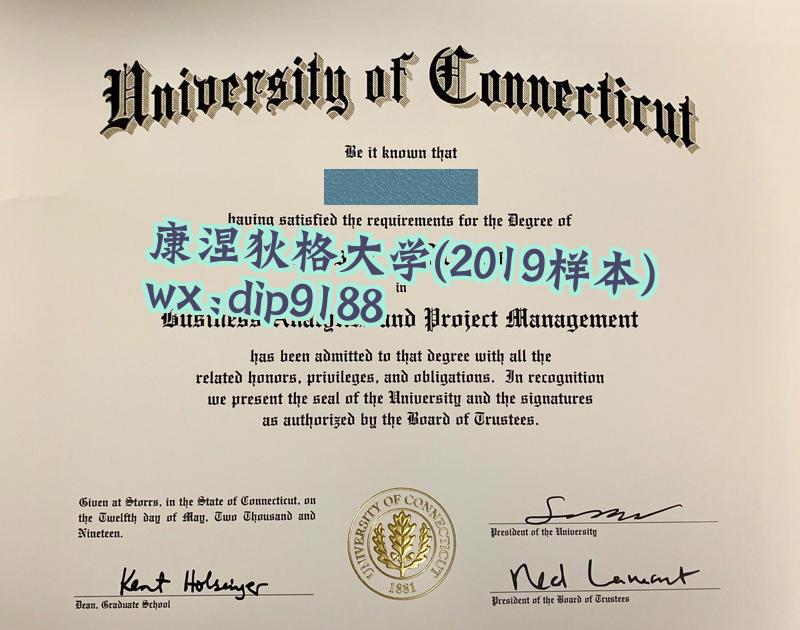 University of Connecticut
Be it known that
having satisfied the requirements for the Degree of
康涅狄格大学(2019样本)
in
wx:dip9188
Business Analytics and Project Management
has been admitted to that degree with all the
related honors, privileges, and obligations. In recognition
we present the seal of the University and the signatures
as authorized by the Board of Trustees.
Given at Storrs, in the State of Connecticut, on
the Twelfth day of May, Two Thousand and
Nineteen.
UNIVERSITY OF CONNECTICUT
1881
President of the University
Kent Holsinger
Dean, Graduate School
Ned Lamont
President of the Board of Trustees